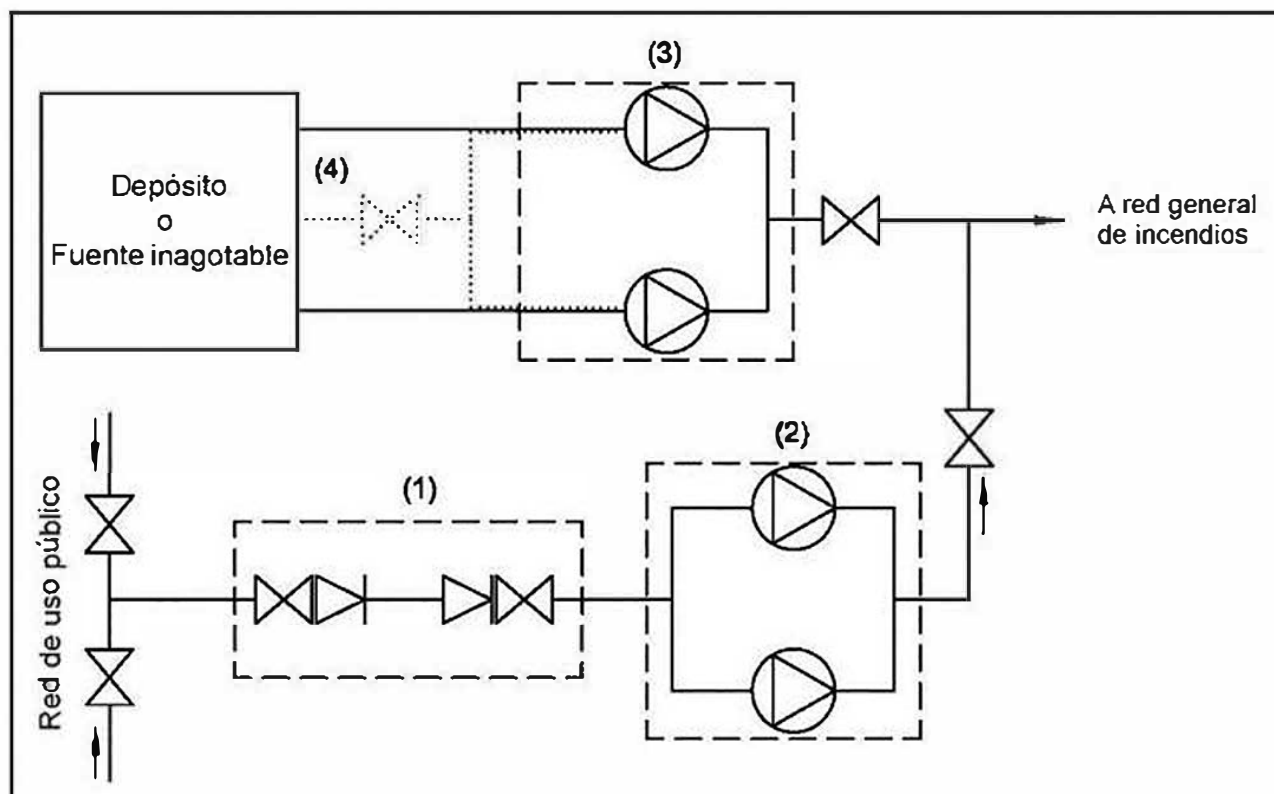 (3)
Depósito
o
Fuente inagotable
(4)
A red general
de incendios
(2)
(1)
Red de uso público